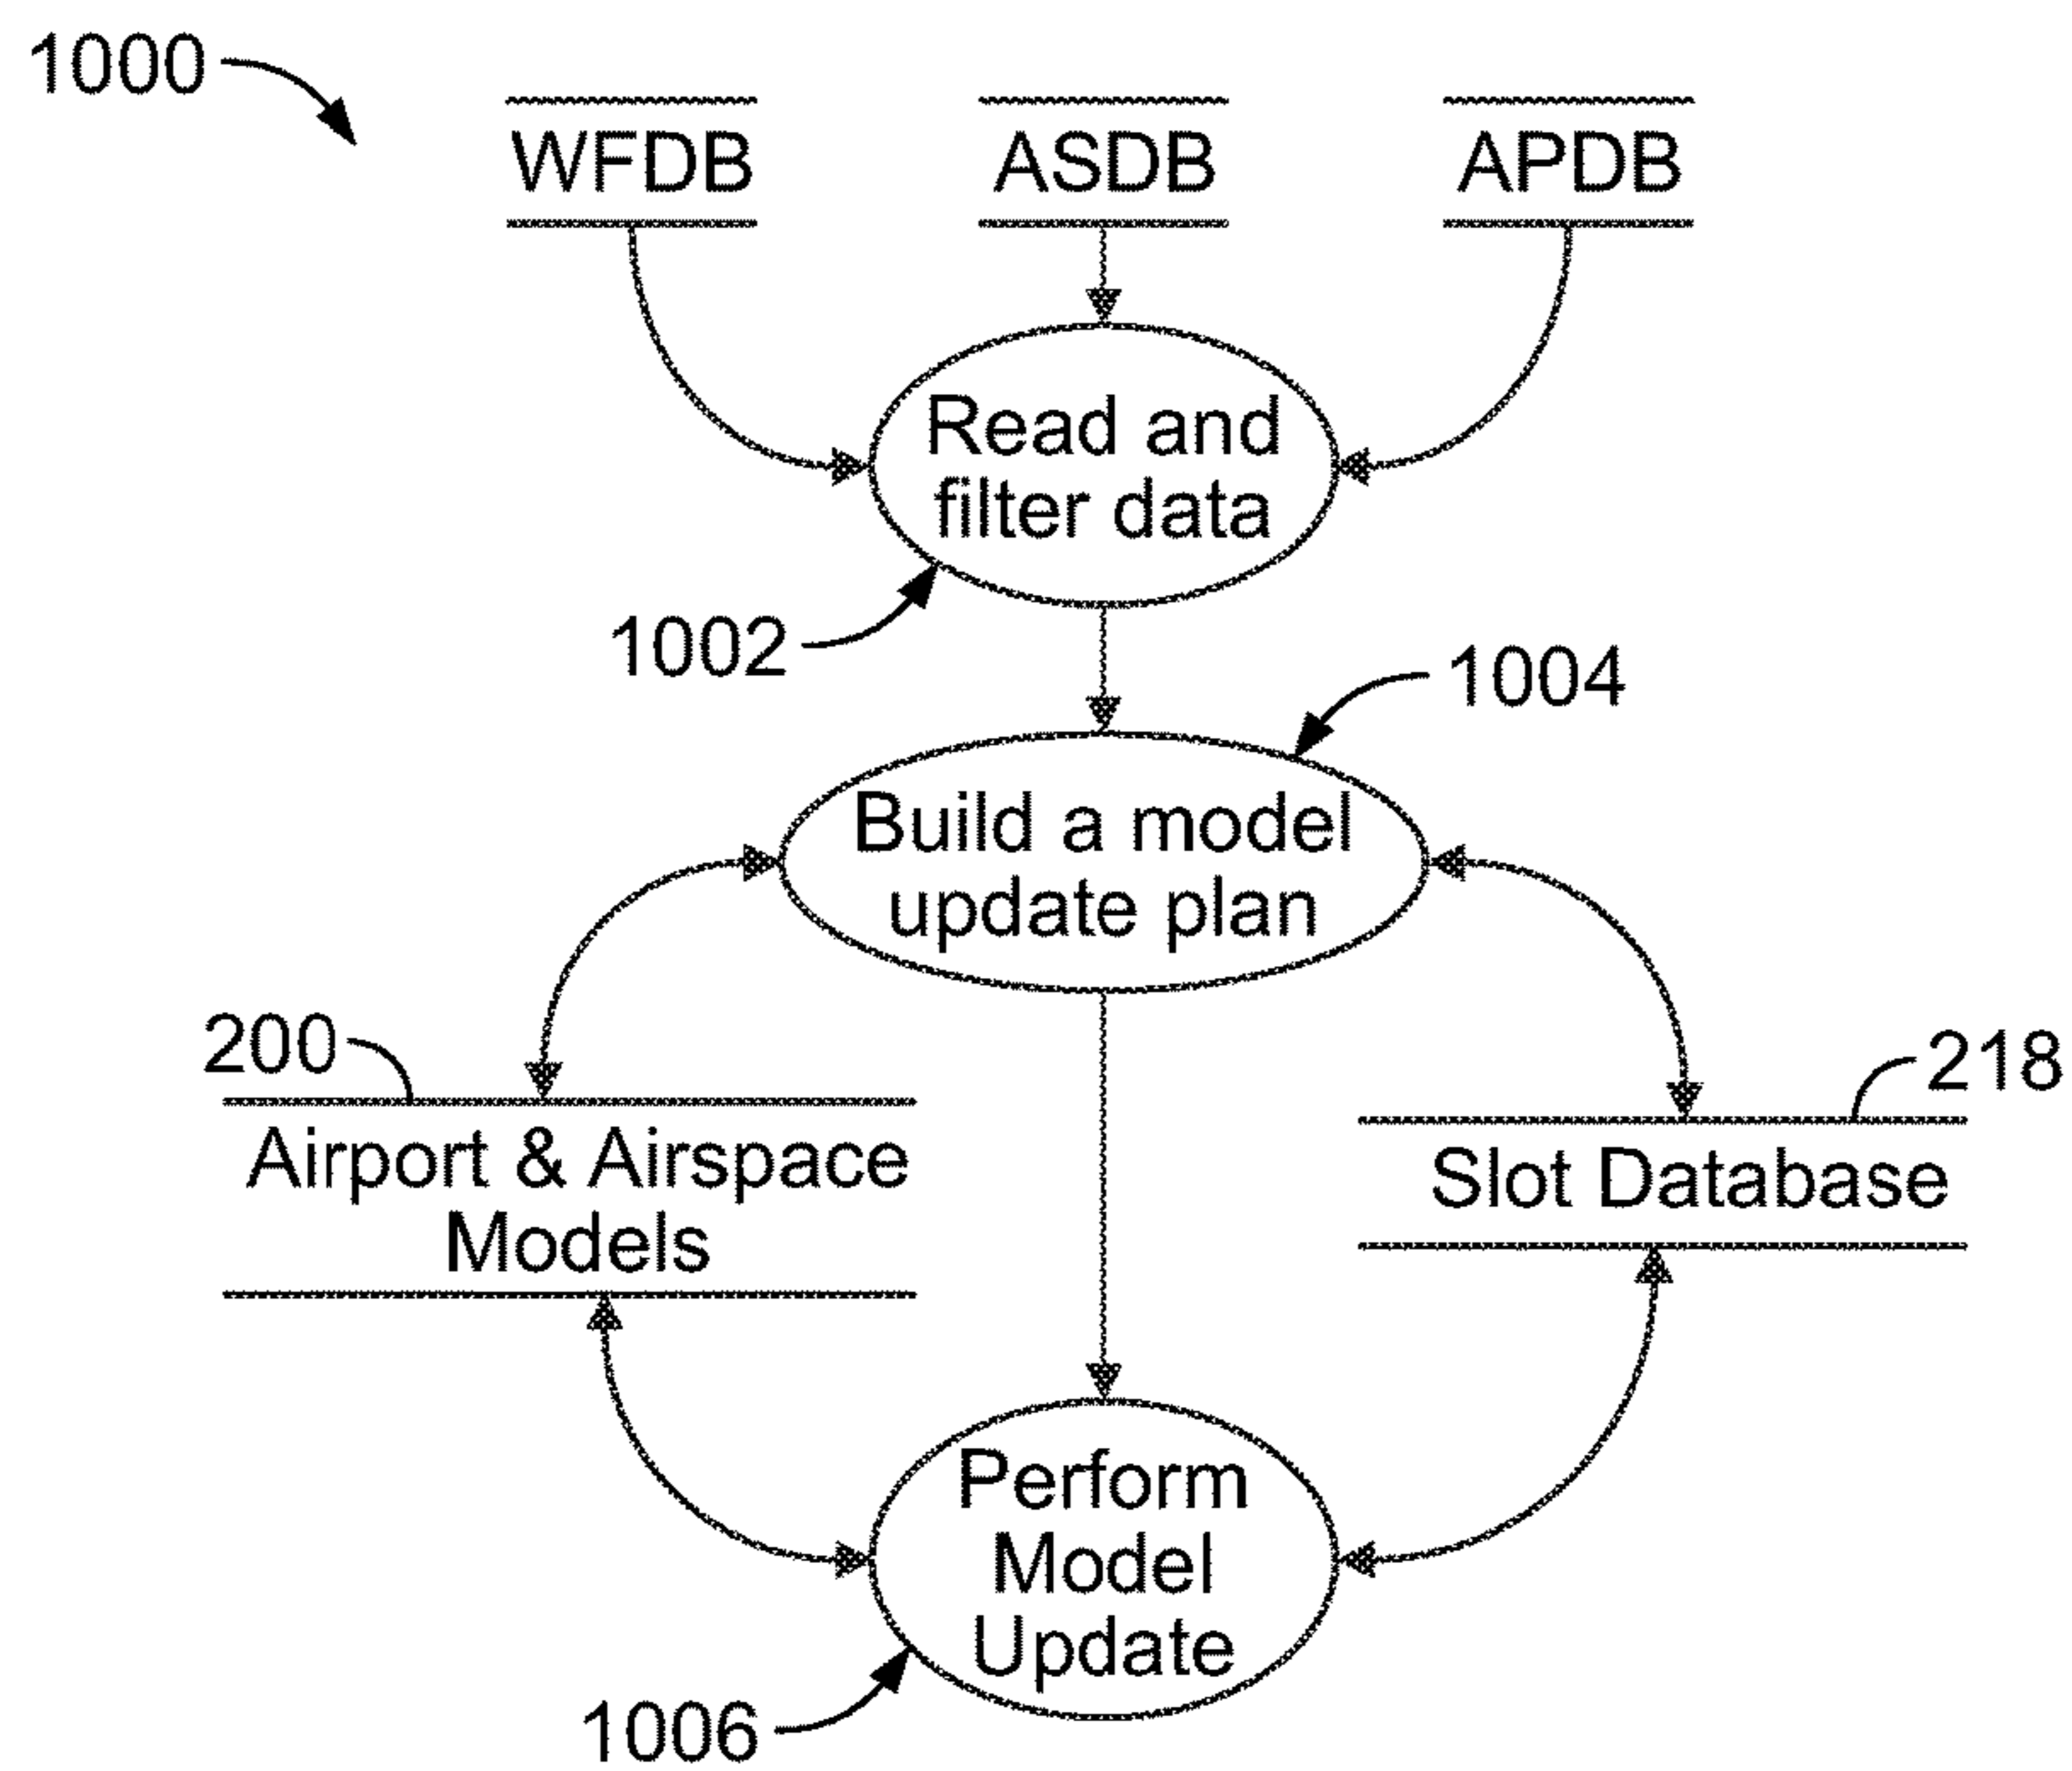 1000
WFDB
ASDB
APDB
Read and
filter data
1002
1004
Build a model
update plan
200
218
Airport & Airspace
Models
Slot Database
Perform
Model
Update
1006